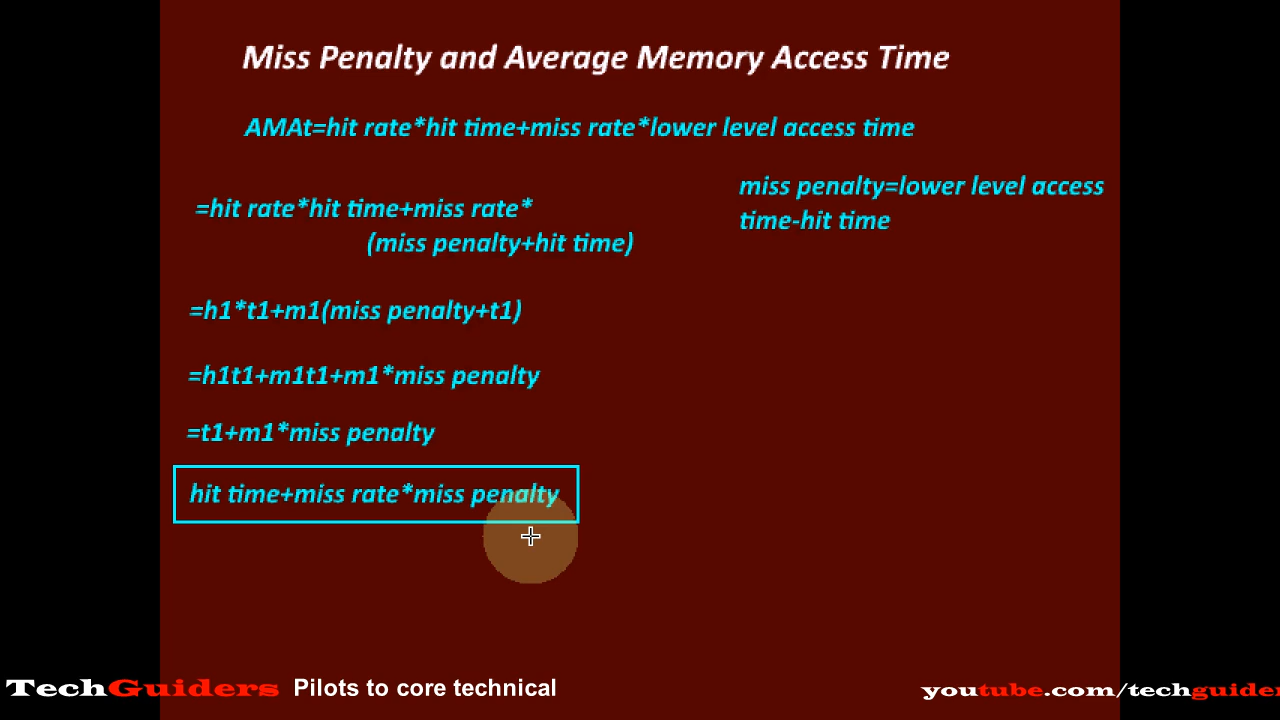 Miss Penalty and Average Memory Access Time
AMAt=hit rate*hit time+miss rate*lower level access time
miss penalty=lower level access
time-hit time
=hit rate*hit time+miss rate*
(miss penalty+hit time)
=h1*t1+m1(miss penalty+t1)
=h1t1+m1t1+m1*miss penalty
=t1+m1*miss penalty
hit time+miss rate*miss penalty
TechGuiders Pilots to core technical
youtube.com/techguider